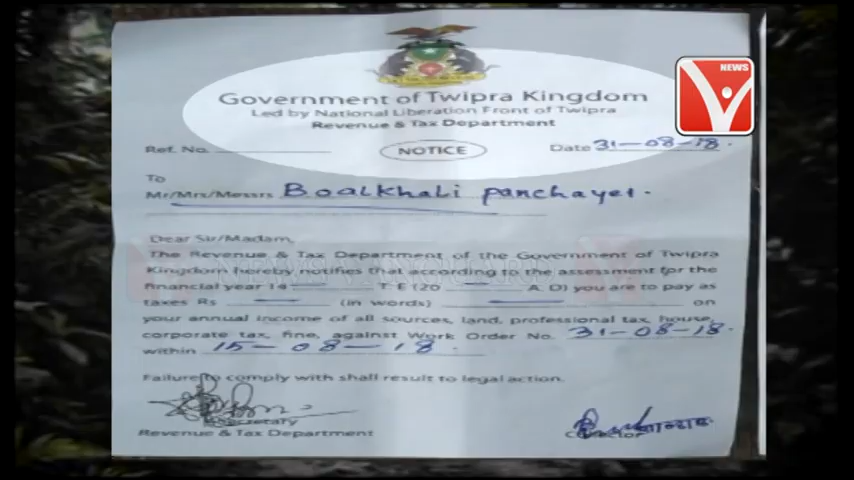 NEWS
Government of Twipra Kingdom
Led by National Liberation Front of Twipra
Revenue & Tax Department
Ref. No.
NOTICE
Date 31-08-18.
To
Mr/Mrs/Messrs Boalkhali panchayet.
Dear Sir/Madam,
The Revenue & Tax Department of the Government of Twipra
Kingdom hereby notifies that according to the assessment for the
financial year 14 — T.E (20 — A.D) you are to pay as
taxes Rs — (in words) — on
your annual income of all sources, land, professional tax, house,
corporate tax, fine, against Work Order No. 31-08-18.
within 15-08-18.
Failure to comply with shall result to legal action.
Secretary
Revenue & Tax Department